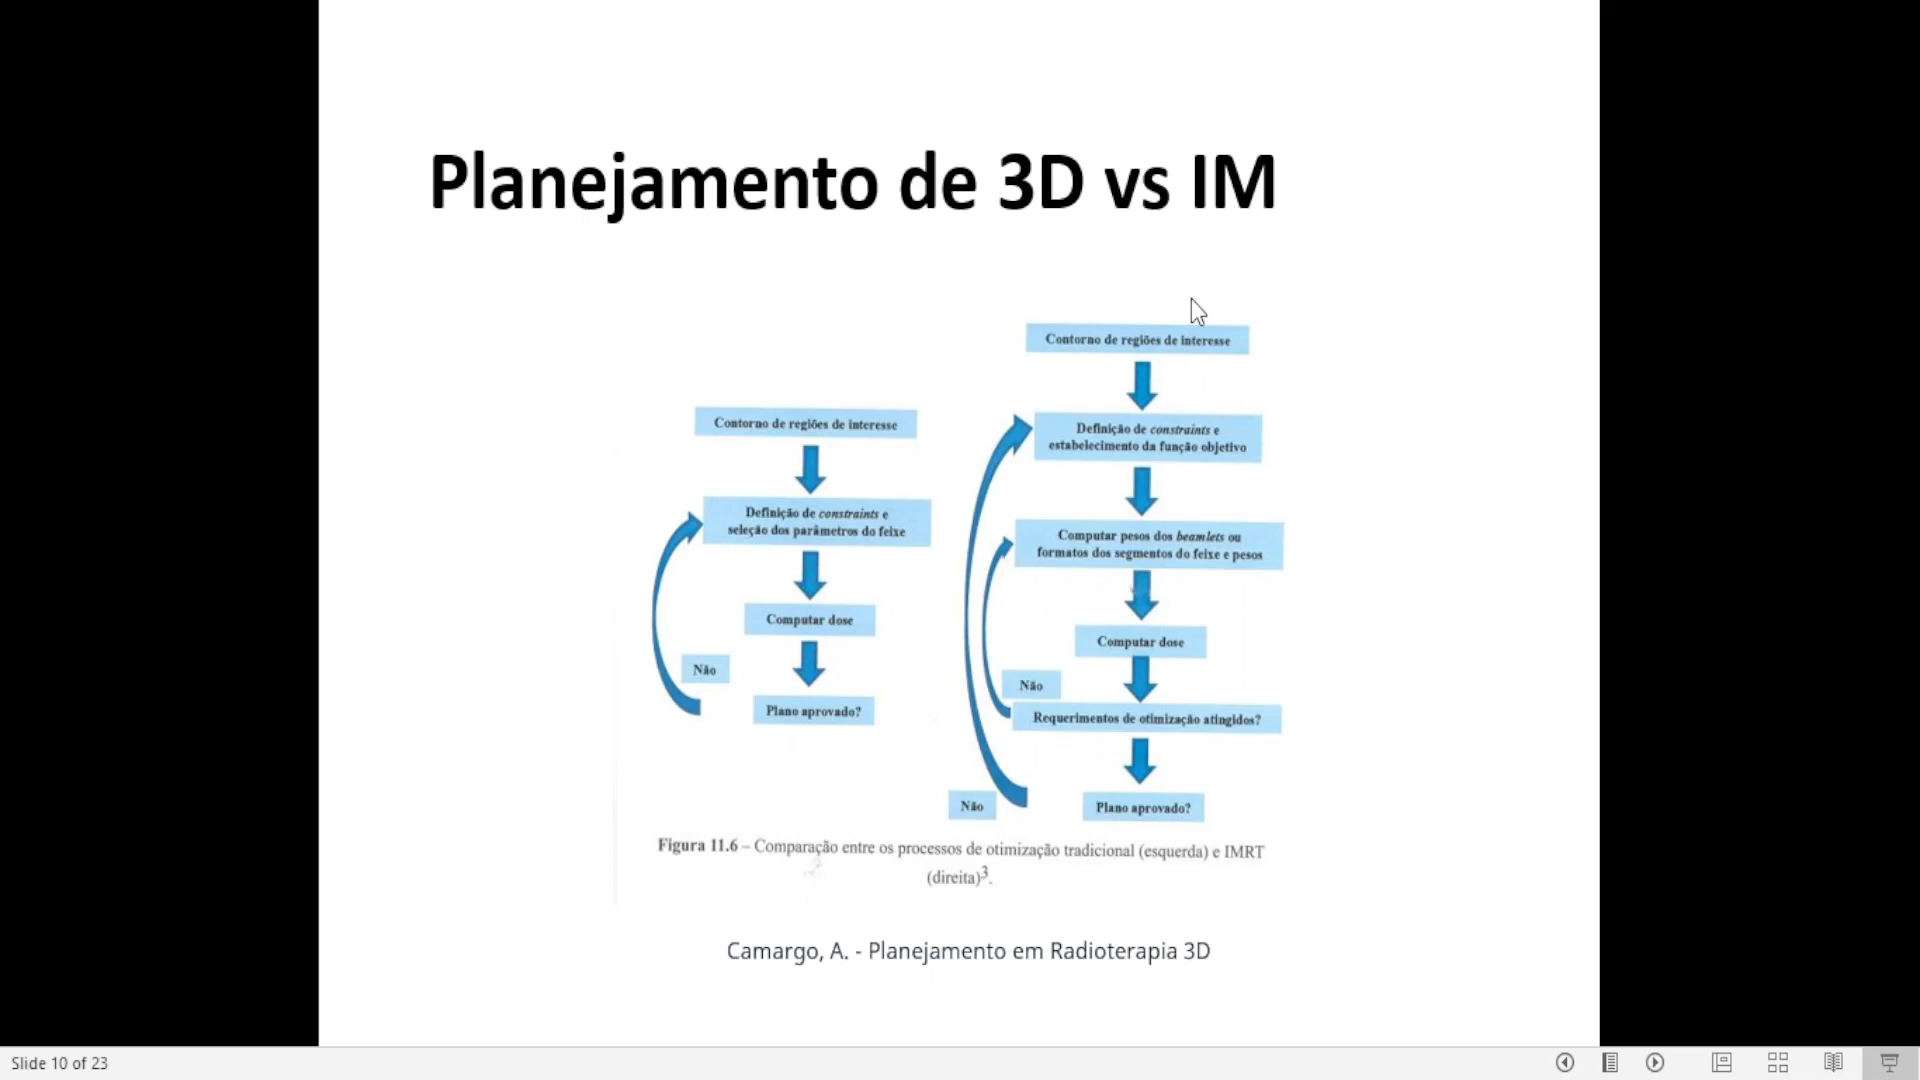 Planejamento de 3D vs IM
Contorno de regiões de interesse
Definição de constraints e
seleção dos parâmetros do feixe
Computar dose
Não
Plano aprovado?
Contorno de regiões de interesse
Definição de constraints e
estabelecimento da função objetivo
Computar pesos dos beamlets ou
formatos dos segmentos do feixe e pesos
Computar dose
Não
Requerimentos de otimização atingidos?
Não
Plano aprovado?
Figura 11.6 – Comparação entre os processos de otimização tradicional (esquerda) e IMRT
(direita)3.
Camargo, A. - Planejamento em Radioterapia 3D
Slide 10 of 23